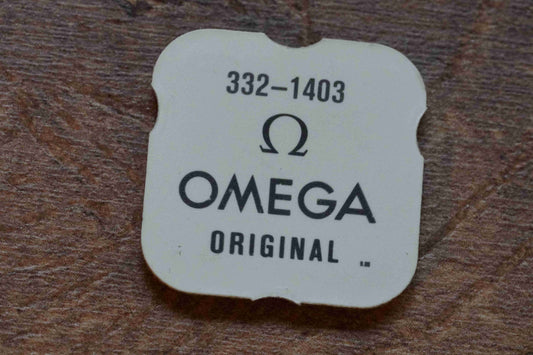 332-1403
Ω
OMEGA
ORIGINAL